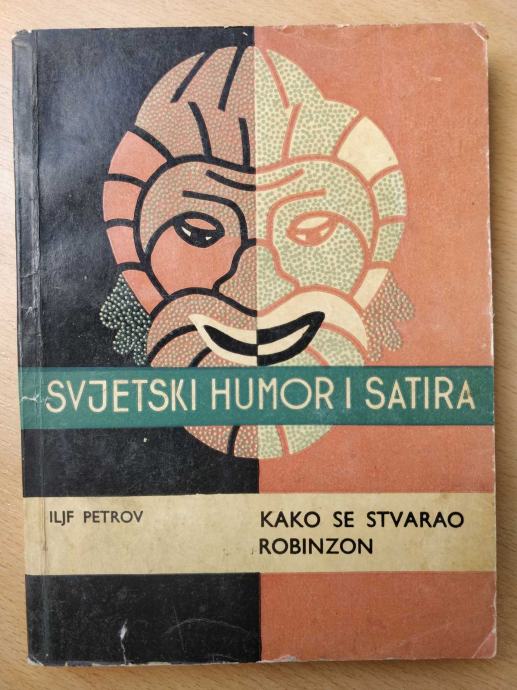 SVJETSKI HUMOR I SATIRA
ILJF PETROV
KAKO SE STVARAO
ROBINZON